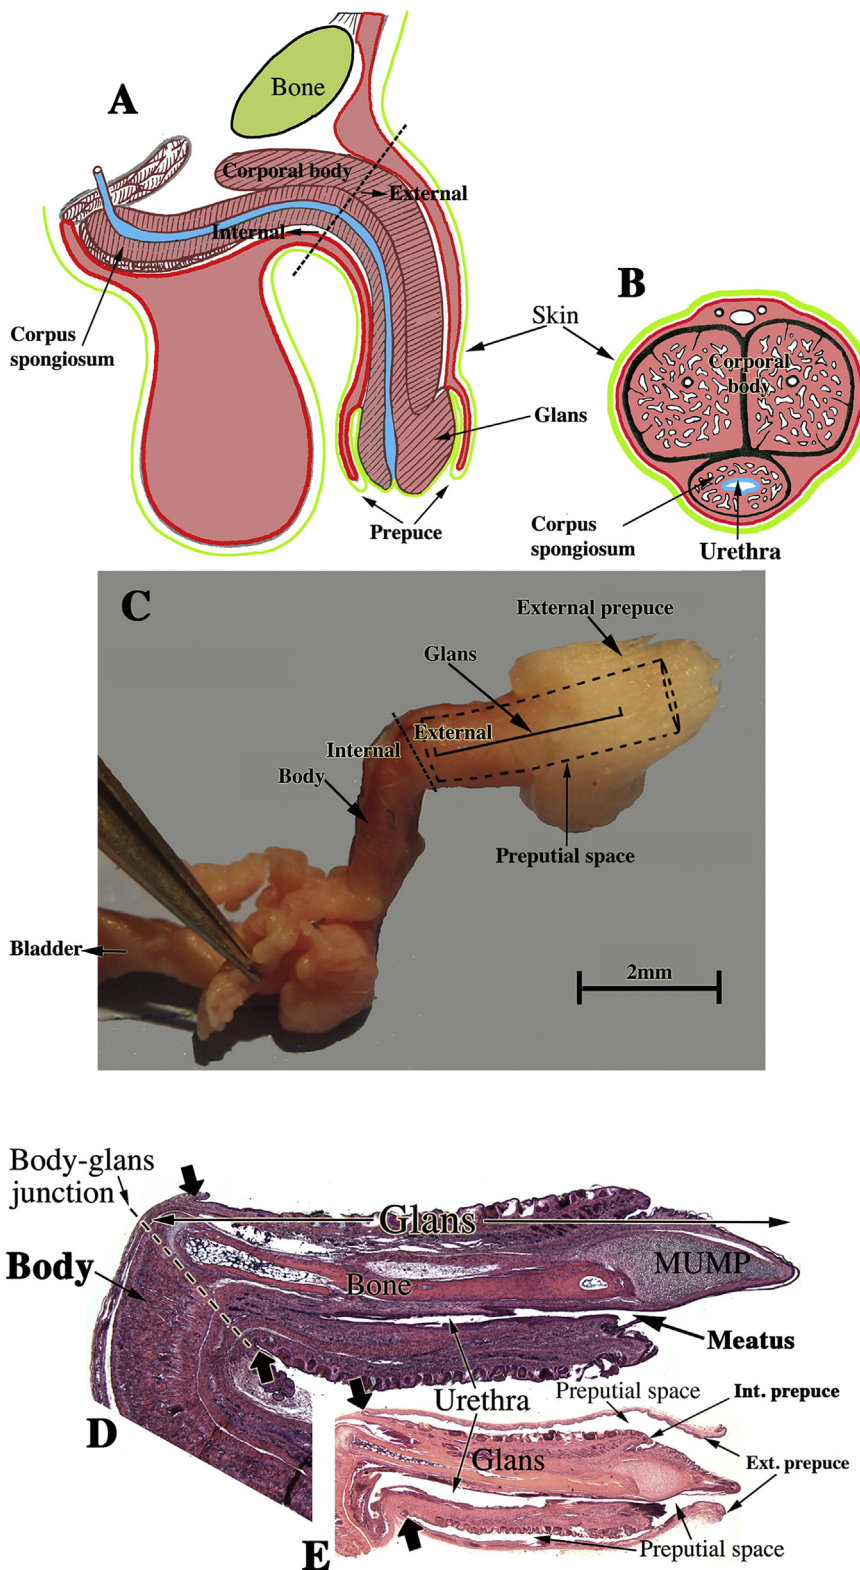 Bone
A
Corporal body
External
Internal
B
Skin
Corpus
spongiosum
Corporal
body
Glans
Prepuce
Corpus
spongiosum
Urethra
C
External prepuce
Glans
External
Internal
Body
Preputial space
Bladder
2mm
Body-glans
junction
Glans
Body
Bone
MUMP
Meatus
Urethra
D
Preputial space
Int. prepuce
Glans
Ext. prepuce
Preputial space
E